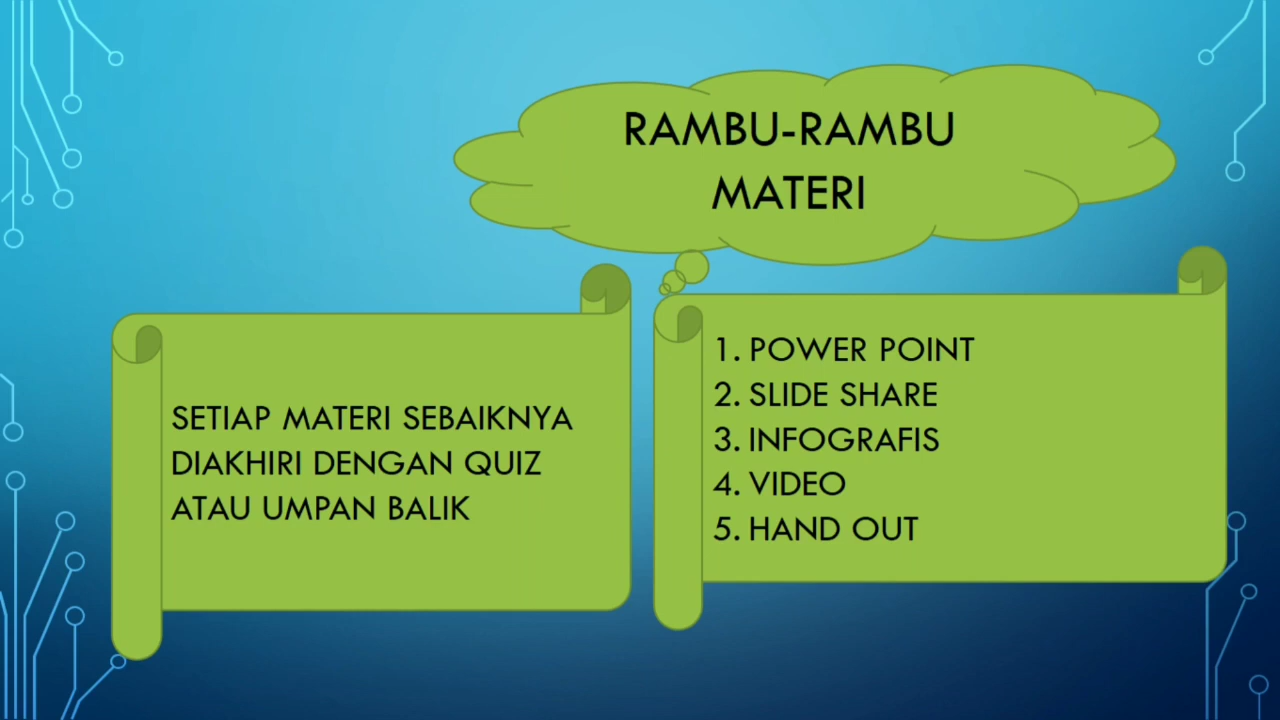 RAMBU-RAMBU
MATERI
SETIAP MATERI SEBAIKNYA
DIAKHIRI DENGAN QUIZ
ATAU UMPAN BALIK
1. POWER POINT
2. SLIDE SHARE
3. INFOGRAFIS
4. VIDEO
5. HAND OUT